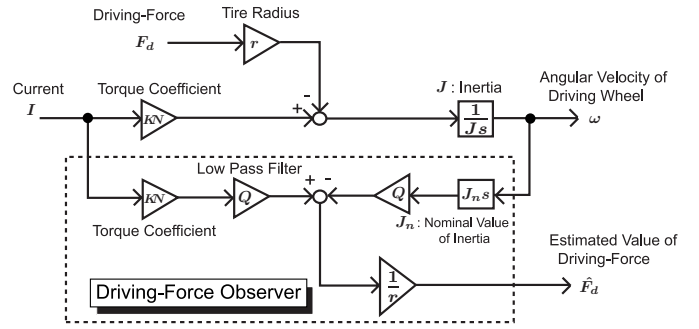 Driving-Force
F_d
Tire Radius
r
-
Current
I
Torque Coefficient
KN
+
J : Inertia
1
Js
Angular Velocity of
Driving Wheel
ω
Low Pass Filter
KN
Q
+ -
Q
J_n s
Torque Coefficient
J_n : Nominal Value
of Inertia
Driving-Force Observer
1
r
Estimated Value of
Driving-Force
F̂_d